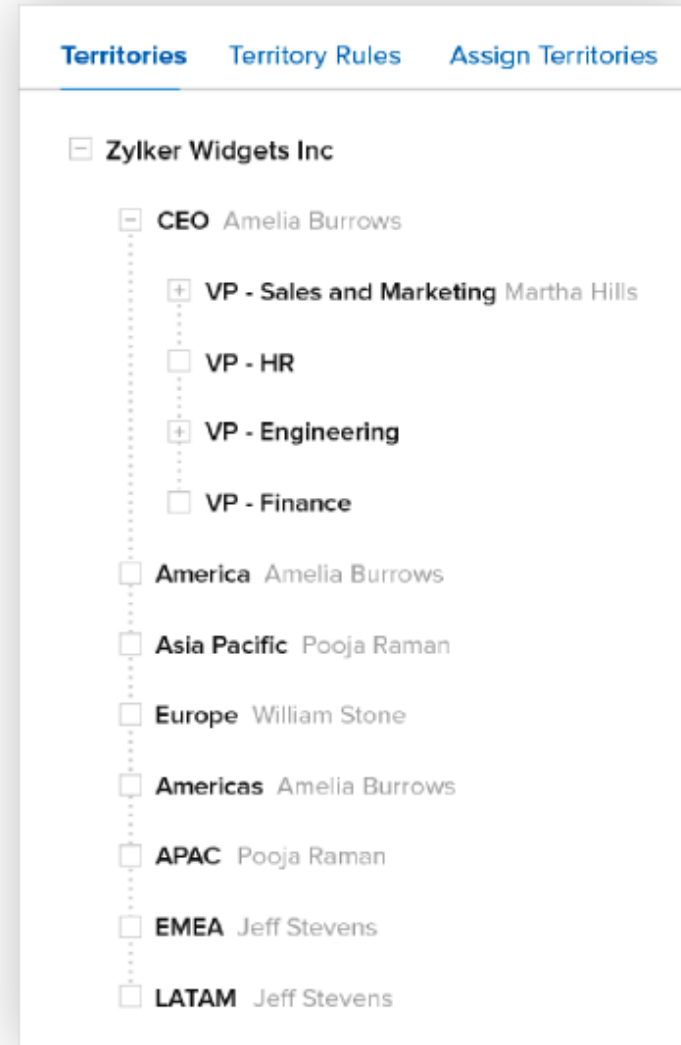 Territories Territory Rules Assign Territories
Zylker Widgets Inc
CEO Amelia Burrows
VP - Sales and Marketing Martha Hills
VP - HR
VP - Engineering
VP - Finance
America Amelia Burrows
Asia Pacific Pooja Raman
Europe William Stone
Americas Amelia Burrows
APAC Pooja Raman
EMEA Jeff Stevens
LATAM Jeff Stevens